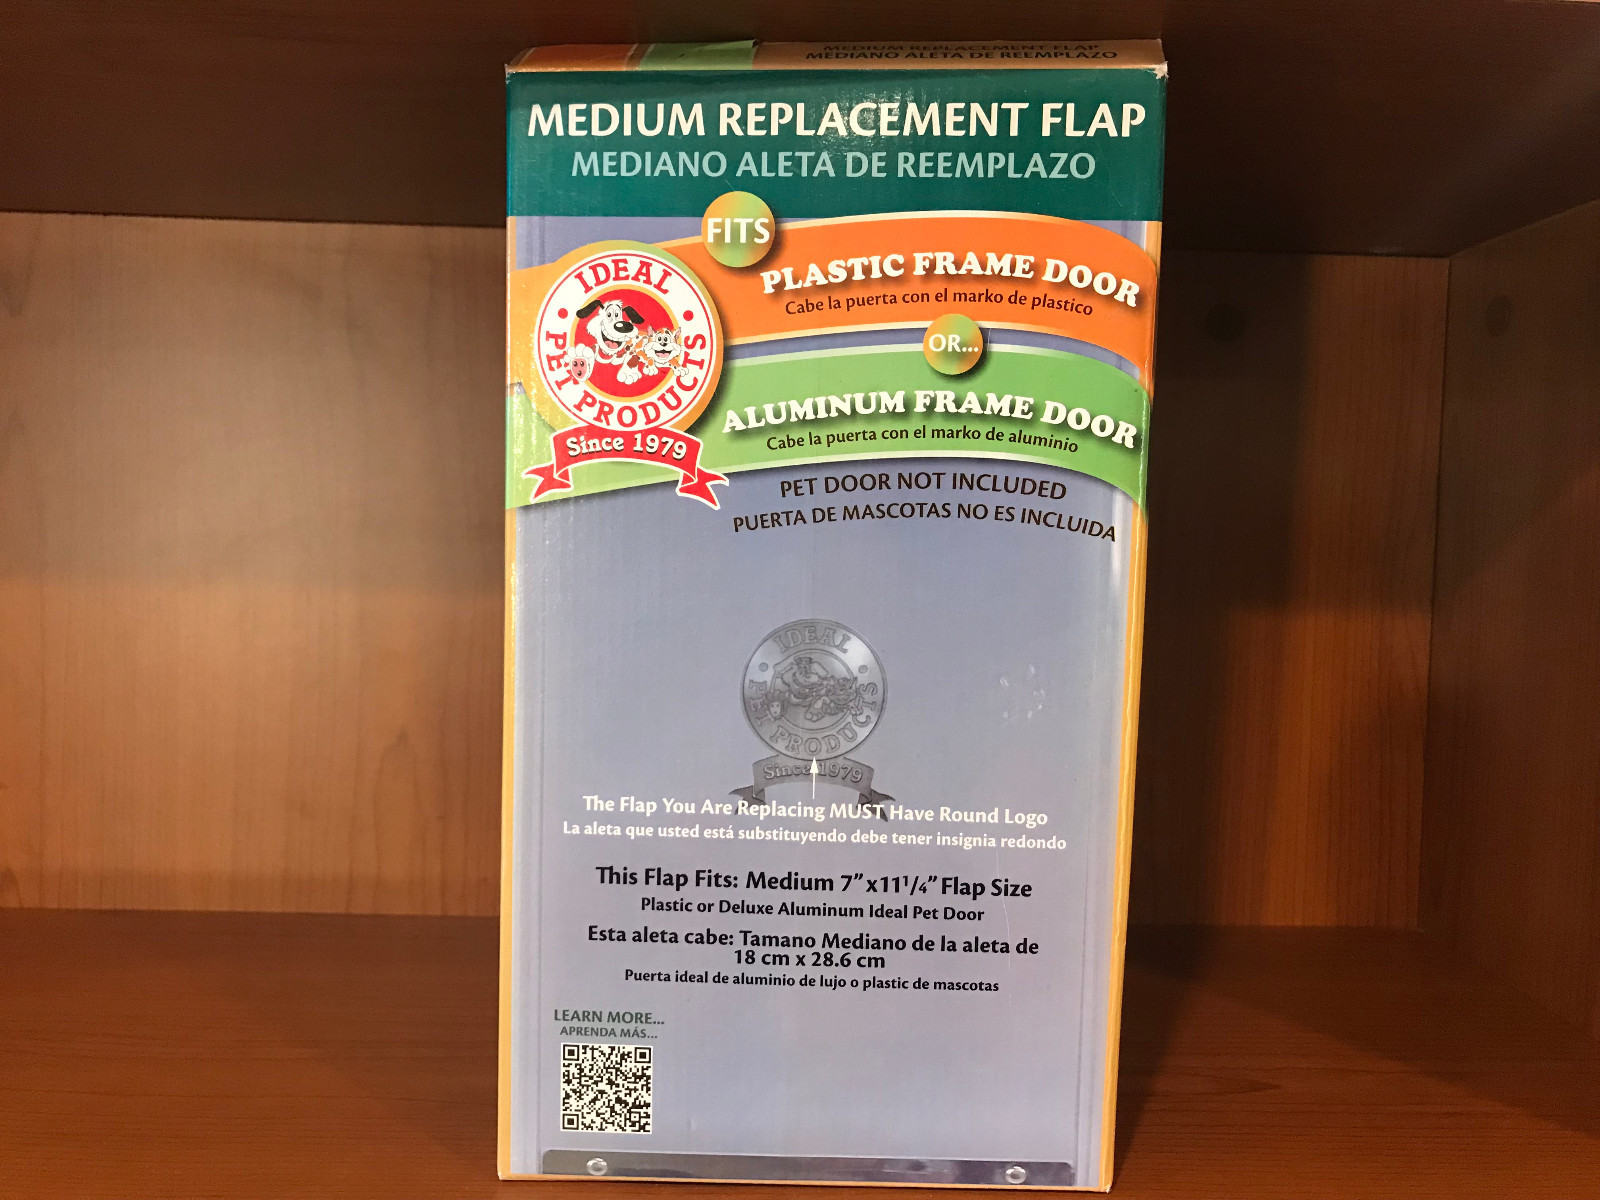 MEDIUM REPLACEMENT FLAP
MEDIANO ALETA DE REEMPLAZO
MEDIUM REPLACEMENT FLAP
MEDIANO ALETA DE REEMPLAZO
FITS
PLASTIC FRAME DOOR
Cabe la puerta con el marko de plastico
OR...
ALUMINUM FRAME DOOR
Cabe la puerta con el marko de aluminio
IDEAL
PET PRODUCTS
Since 1979
PET DOOR NOT INCLUDED
PUERTA DE MASCOTAS NO ES INCLUIDA
IDEAL
PET PRODUCTS
Since 1979
The Flap You Are Replacing MUST Have Round Logo
La aleta que usted está substituyendo debe tener insignia redondo
This Flap Fits: Medium 7” x 11¹/₄” Flap Size
Plastic or Deluxe Aluminum Ideal Pet Door
Esta aleta cabe: Tamano Mediano de la aleta de
18 cm x 28.6 cm
Puerta ideal de aluminio de lujo o plastic de mascotas
LEARN MORE...
APRENDA MÁS...